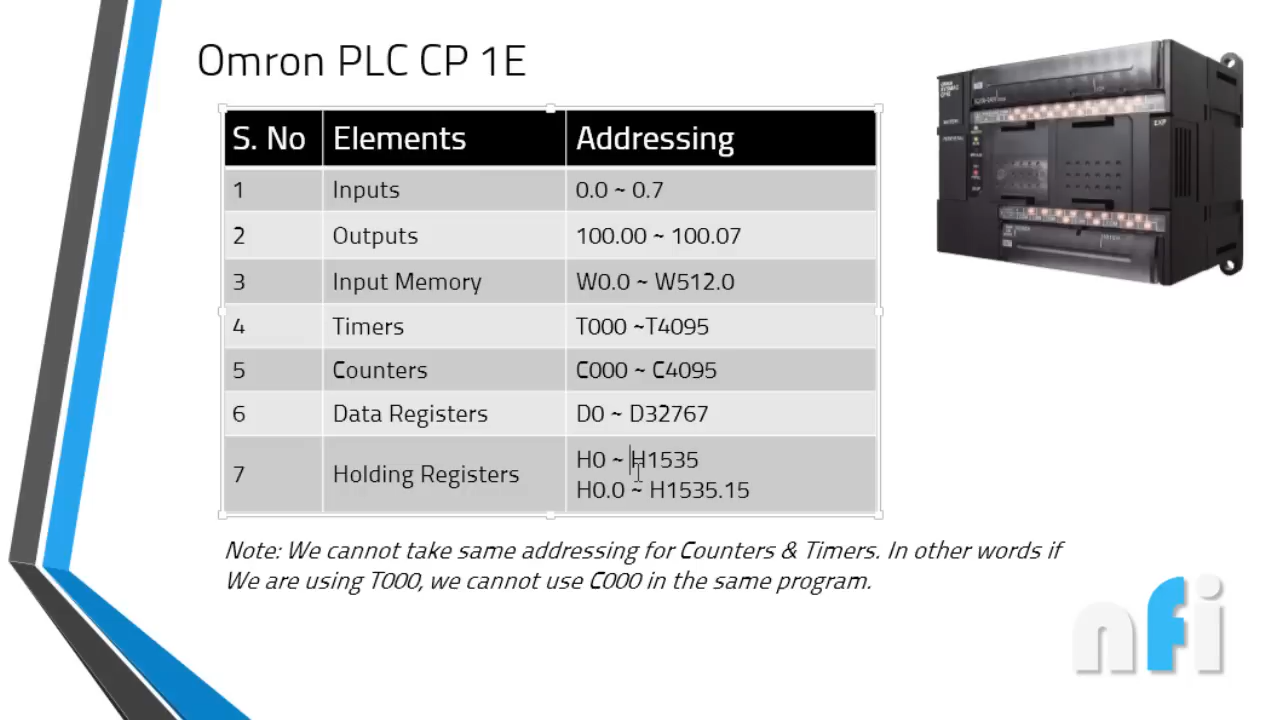 Omron PLC CP 1E
S. No Elements Addressing
1 Inputs 0.0 ~ 0.7
2 Outputs 100.00 ~ 100.07
3 Input Memory W0.0 ~ W512.0
4 Timers T000 ~T4095
5 Counters C000 ~ C4095
6 Data Registers D0 ~ D32767
7 Holding Registers H0 ~ H1535
H0.0 ~ H1535.15
Note: We cannot take same addressing for Counters & Timers. In other words if
We are using T000, we cannot use C000 in the same program.
EXP
nfi